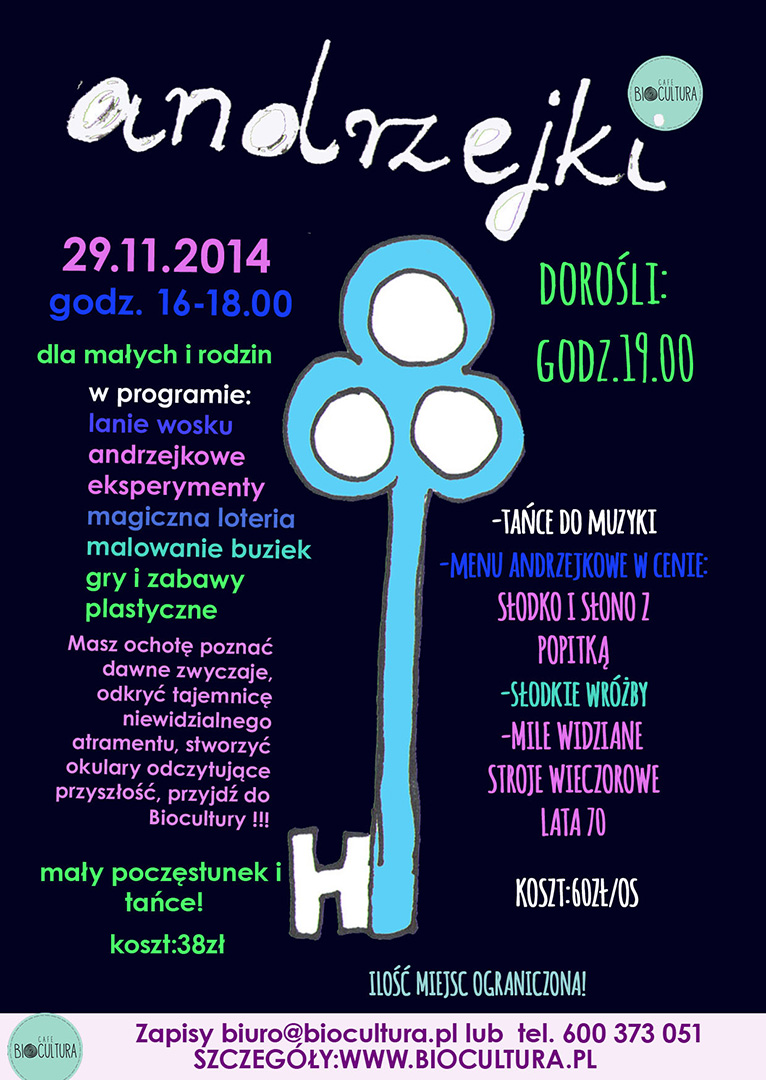 andrzejki
CAFE
BIOCULTURA
29.11.2014
godz. 16-18.00
dla małych i rodzin
w programie:
lanie wosku
andrzejkowe
eksperymenty
magiczna loteria
malowanie buziek
gry i zabawy
plastyczne
Masz ochotę poznać
dawne zwyczaje,
odkryć tajemnicę
niewidzialnego
atramentu, stworzyć
okulary odczytujące
przyszłość, przyjdź do
Biocultury !!!
mały poczęstunek i
tańce!
koszt:38zł
DOROŚLI:
GODZ.19.00
-TAŃCE DO MUZYKI
-MENU ANDRZEJKOWE W CENIE:
SŁODKO I SŁONO Z
POPITKĄ
-SŁODKIE WRÓŻBY
-MILE WIDZIANE
STROJE WIECZOROWE
LATA 70
KOSZT:60ZŁ/OS
ILOŚĆ MIEJSC OGRANICZONA!
CAFE
BIOCULTURA
Zapisy biuro@biocultura.pl lub tel. 600 373 051
SZCZEGÓŁY:WWW.BIOCULTURA.PL